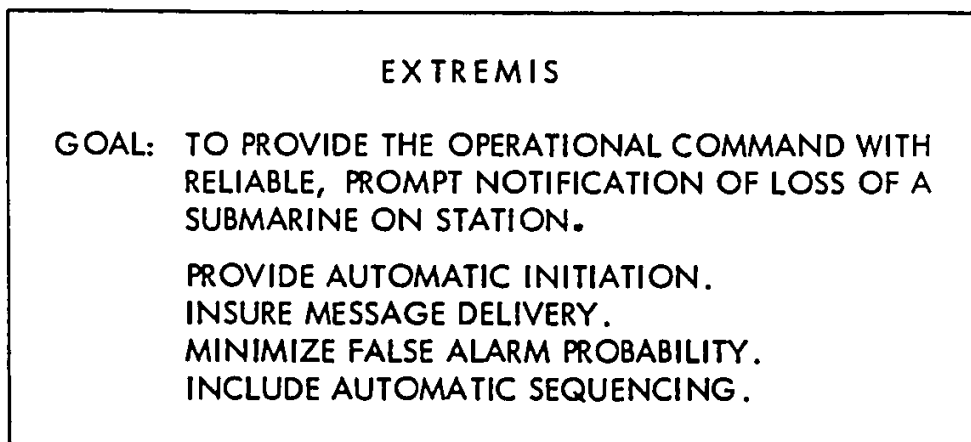 EXTREMIS
GOAL: TO PROVIDE THE OPERATIONAL COMMAND WITH
RELIABLE, PROMPT NOTIFICATION OF LOSS OF A
SUBMARINE ON STATION.
PROVIDE AUTOMATIC INITIATION.
INSURE MESSAGE DELIVERY.
MINIMIZE FALSE ALARM PROBABILITY.
INCLUDE AUTOMATIC SEQUENCING.